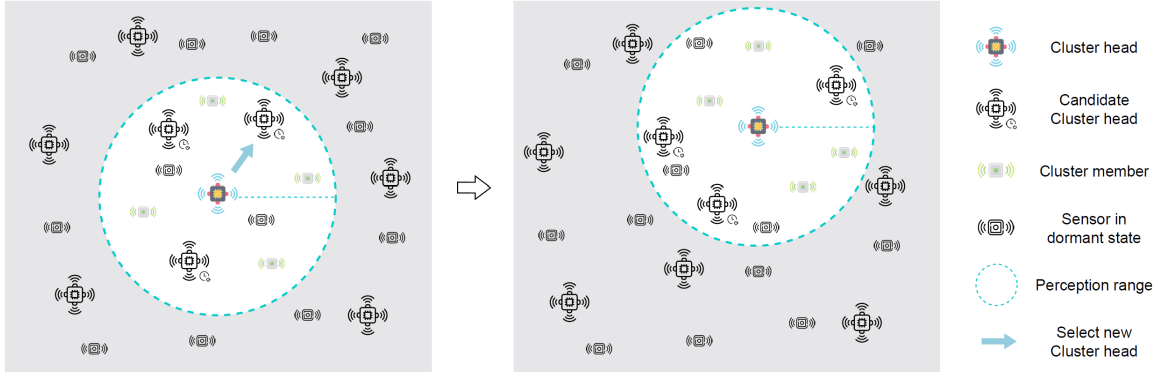 Cluster head
Candidate
Cluster head
Cluster member
Sensor in
dormant state
Perception range
Select new
Cluster head